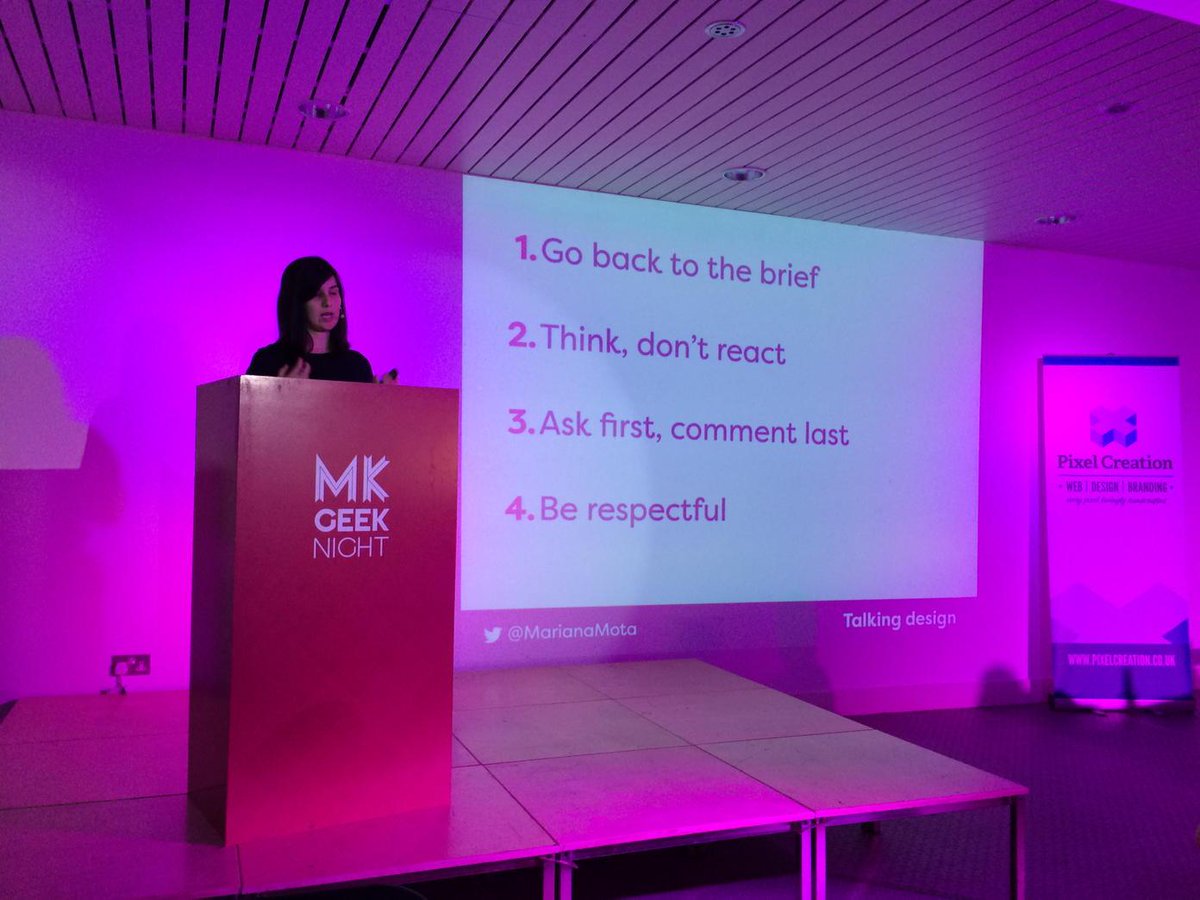 1. Go back to the brief
2. Think, don't react
3. Ask first, comment last
4. Be respectful
@MarianaMota
Talking design
MK
GEEK
NIGHT
Pixel Creation
WEB | DESIGN | BRANDING
WWW.PIXELCREATION.CO.UK